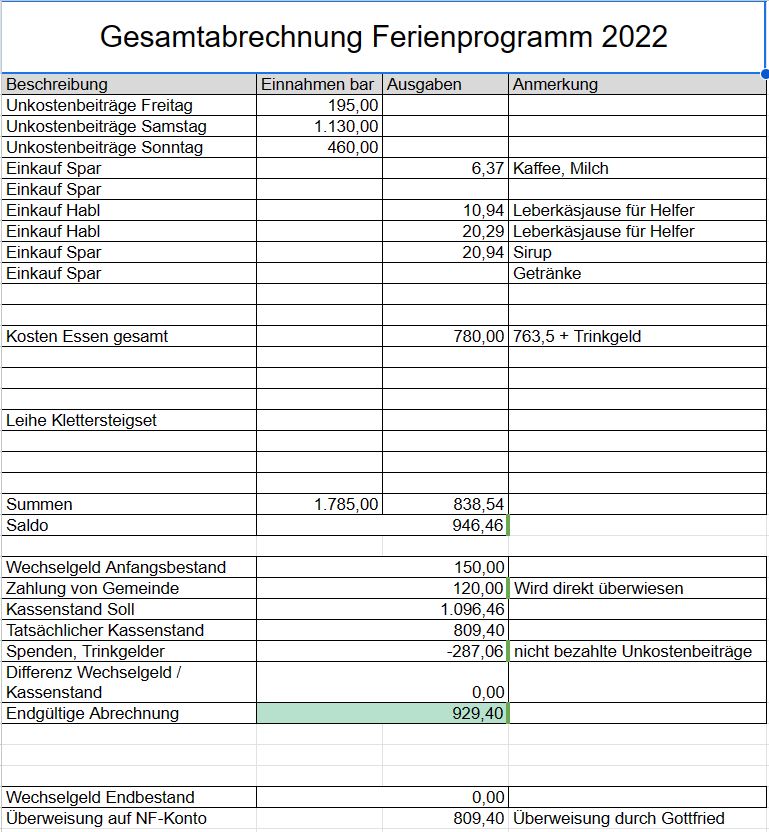 Gesamtabrechnung Ferienprogramm 2022
Beschreibung Einnahmen bar Ausgaben Anmerkung
Unkostenbeiträge Freitag 195,00
Unkostenbeiträge Samstag 1.130,00
Unkostenbeiträge Sonntag 460,00
Einkauf Spar 6,37 Kaffee, Milch
Einkauf Spar
Einkauf Habl 10,94 Leberkäsjause für Helfer
Einkauf Habl 20,29 Leberkäsjause für Helfer
Einkauf Spar 20,94 Sirup
Einkauf Spar Getränke
Kosten Essen gesamt 780,00 763,5 + Trinkgeld
Leihe Klettersteigset
Summen 1.785,00 838,54
Saldo 946,46
Wechselgeld Anfangsbestand 150,00
Zahlung von Gemeinde 120,00 Wird direkt überwiesen
Kassenstand Soll 1.096,46
Tatsächlicher Kassenstand 809,40
Spenden, Trinkgelder -287,06 nicht bezahlte Unkostenbeiträge
Differenz Wechselgeld /
Kassenstand 0,00
Endgültige Abrechnung 929,40
Wechselgeld Endbestand 0,00
Überweisung auf NF-Konto 809,40 Überweisung durch Gottfried